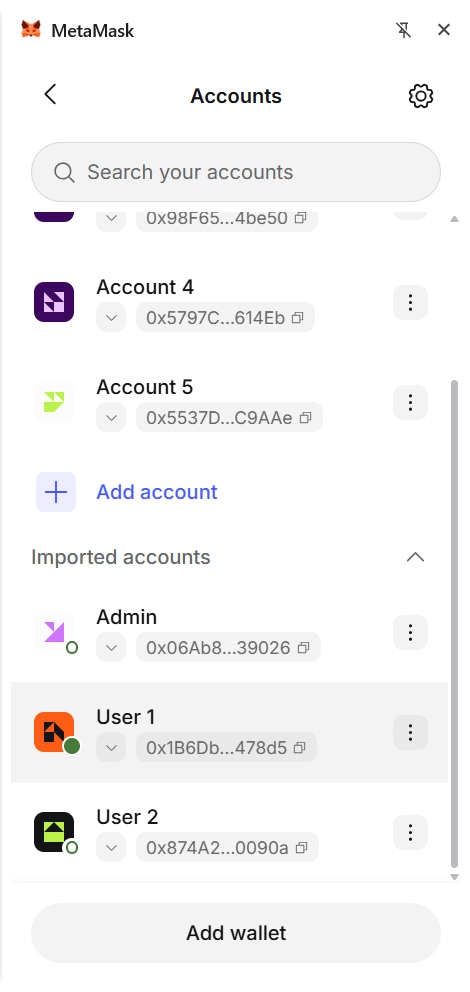 MetaMask
Accounts
Search your accounts
0x98F65...4be50
Account 4
0x5797C...614Eb
Account 5
0x5537D...C9AAe
Add account
Imported accounts
Admin
0x06Ab8...39026
User 1
0x1B6Db...478d5
User 2
0x874A2...0090a
Add wallet